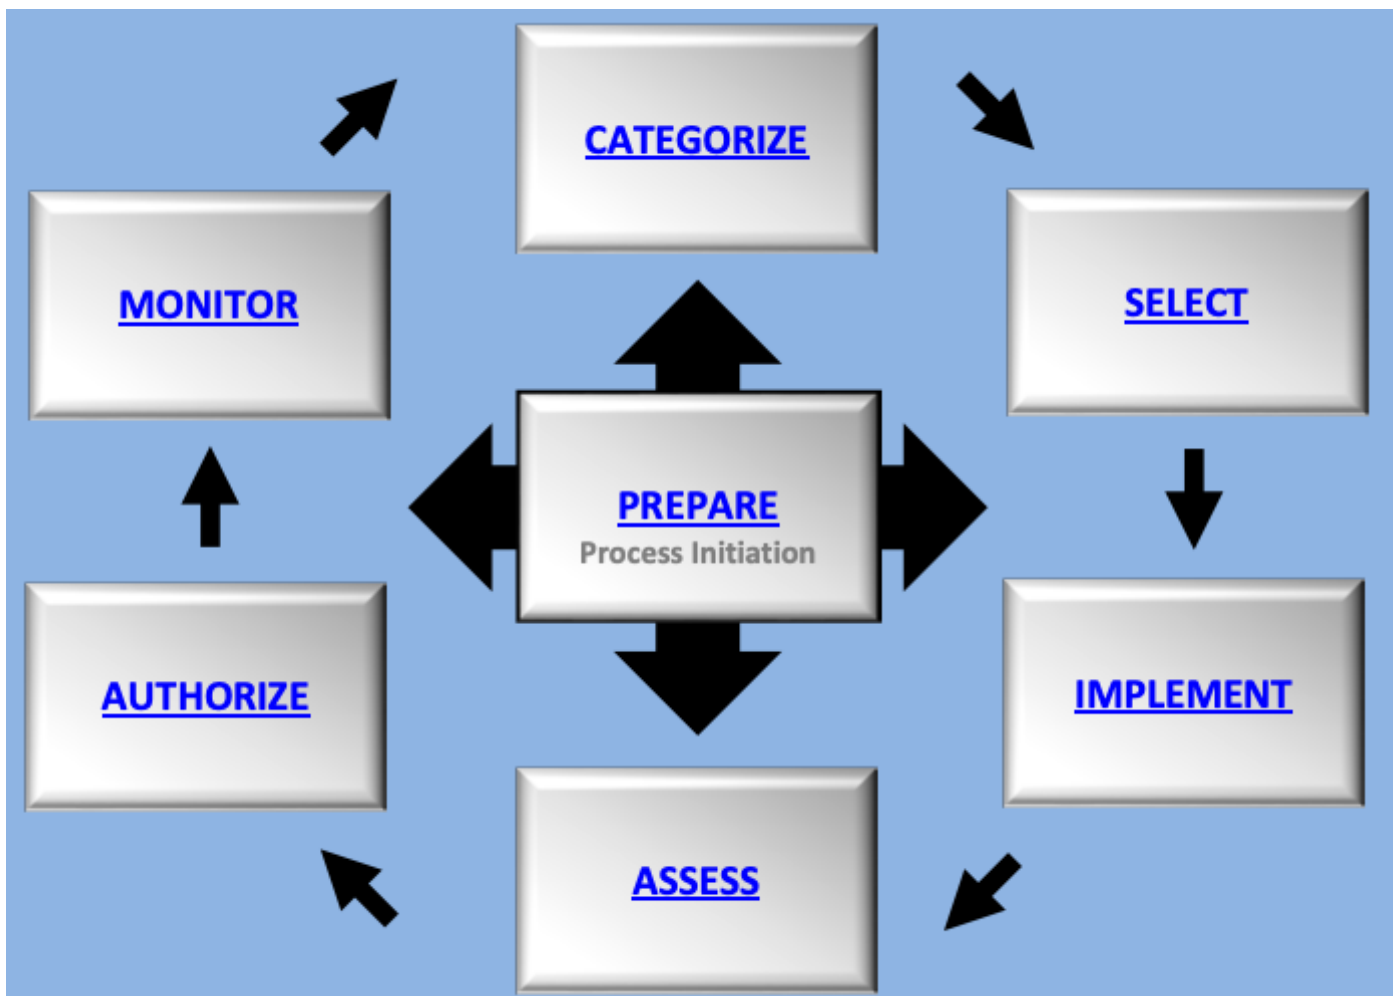 CATEGORIZE
MONITOR
SELECT
PREPARE
Process Initiation
AUTHORIZE
IMPLEMENT
ASSESS